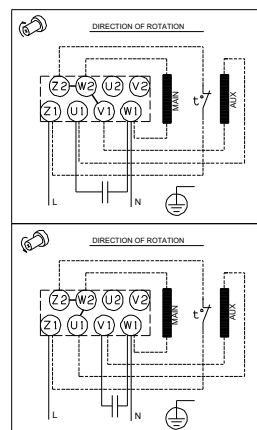 DIRECTION OF ROTATION
Z2 W2 U2 V2
Z1 U1 V1 W1
MAIN
t°
AUX
L
N
DIRECTION OF ROTATION
Z2 W2 U2 V2
Z1 U1 V1 W1
MAIN
t°
AUX
L
N